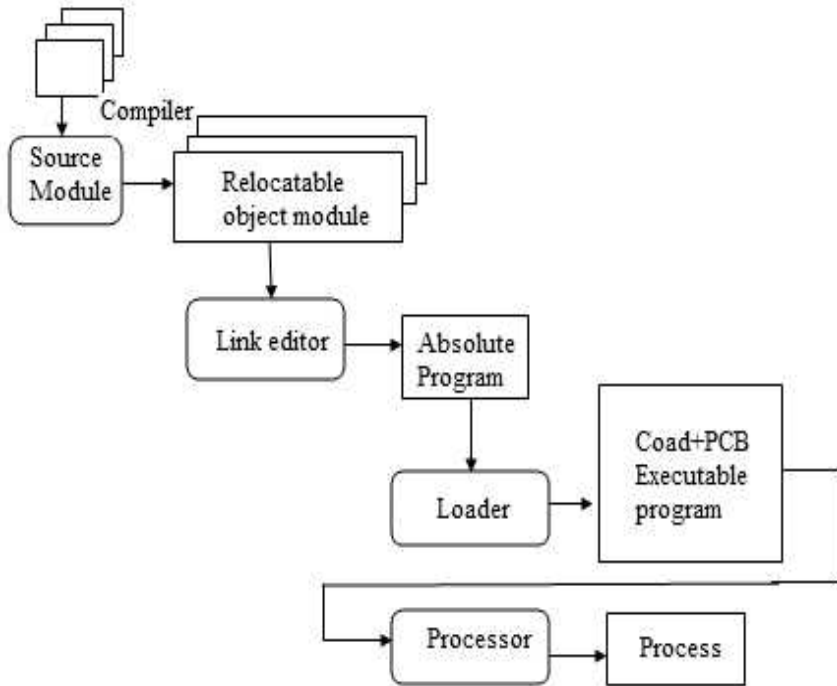 Compiler
Source
Module
Relocatable
object module
Link editor
Absolute
Program
Coad+PCB
Executable
program
Loader
Processor
Process